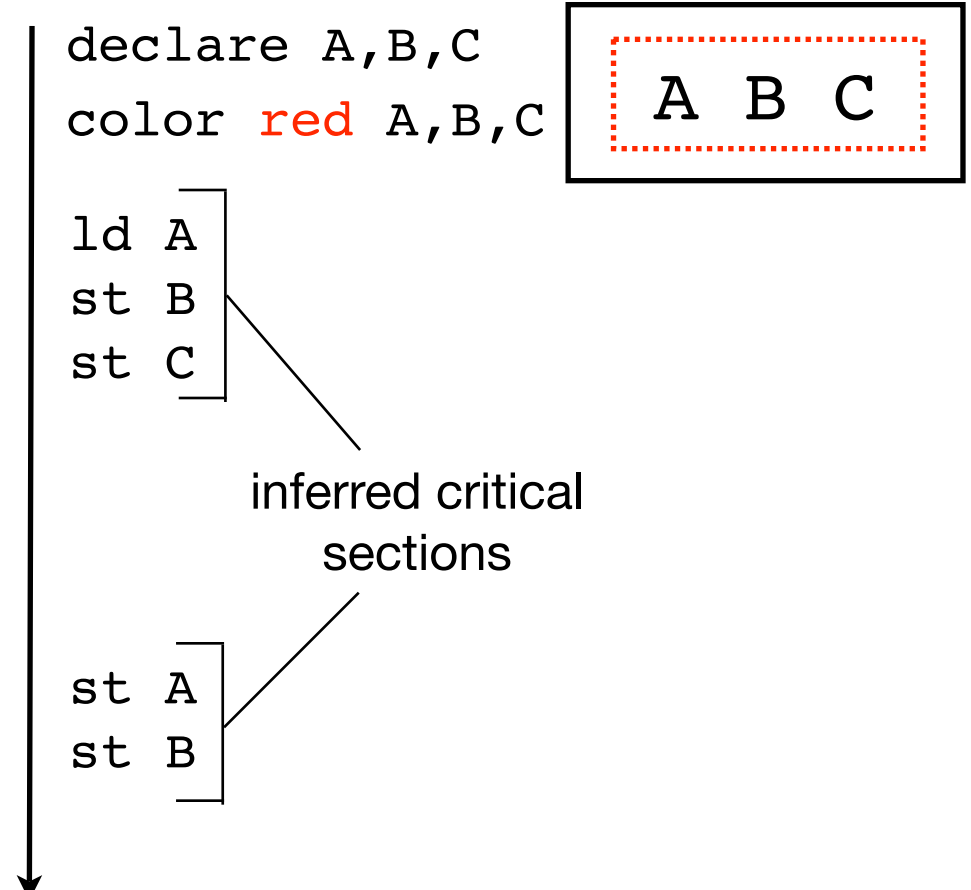 declare A,B,C
color red A,B,C
A B C
ld A
st B
st C
inferred critical
sections
st A
st B